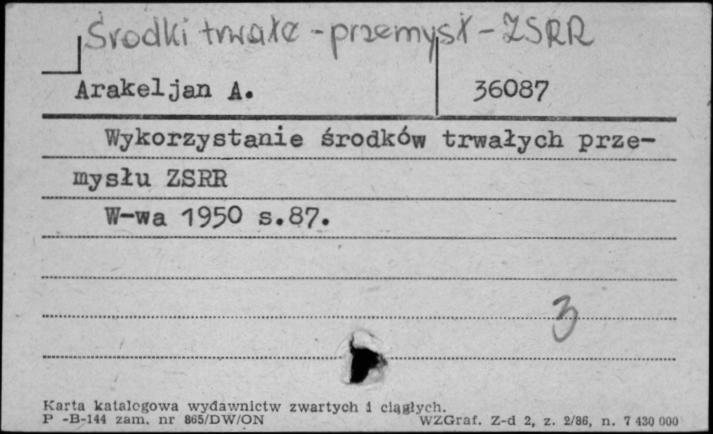 Środki trwałe - przemysł - ZSRR
Arakeljan A. 36087
Wykorzystanie środków trwałych prze-
mysłu ZSRR
W-wa 1950 s.87.
3
Karta katalogowa wydawnictw zwartych i ciągłych.
P -B-144 zam. nr 865/DW/ON WZGraf. Z-d 2, z. 2/86, n. 7 430 000